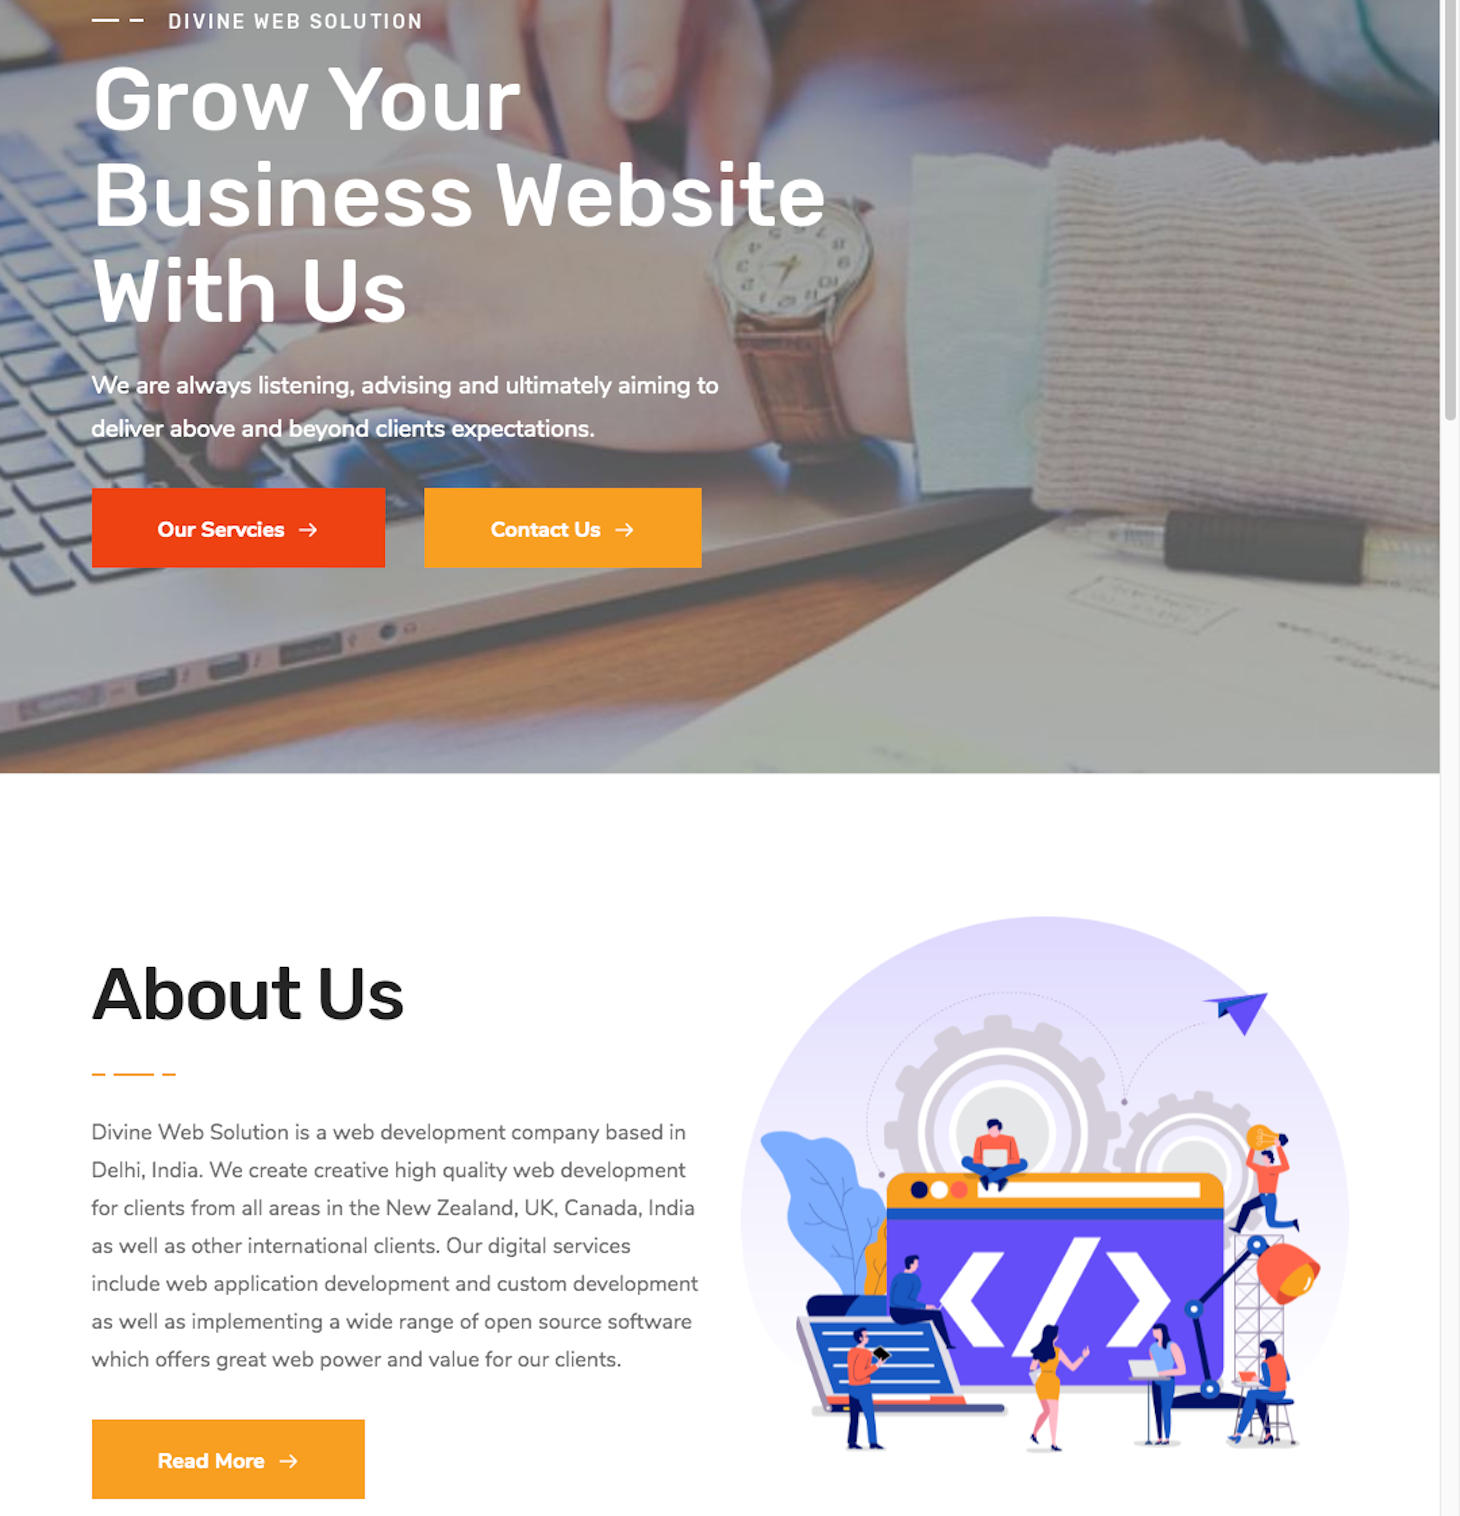 DIVINE WEB SOLUTION
Grow Your
Business Website
With Us
We are always listening, advising and ultimately aiming to
deliver above and beyond clients expectations.
Our Servcies →
Contact Us →
About Us
Divine Web Solution is a web development company based in
Delhi, India. We create creative high quality web development
for clients from all areas in the New Zealand, UK, Canada, India
as well as other international clients. Our digital services
include web application development and custom development
as well as implementing a wide range of open source software
which offers great web power and value for our clients.
</>
Read More →